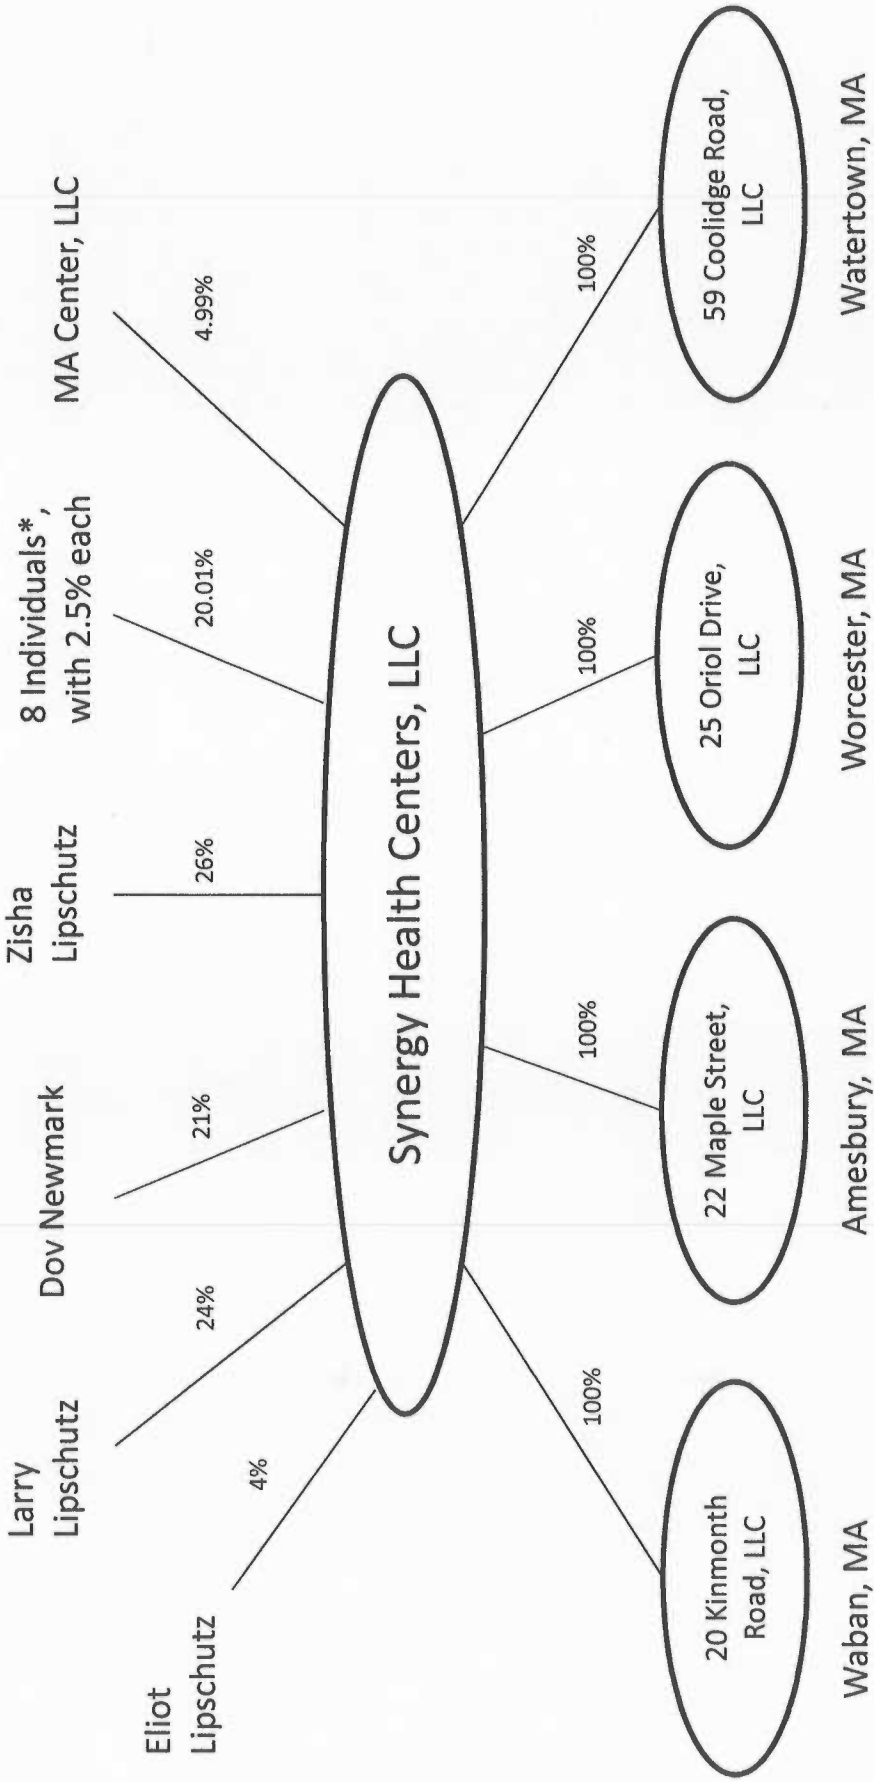 Eliot
Lipschutz
Larry
Lipschutz
Dov Newmark
Zisha
Lipschutz
8 Individuals*,
with 2.5% each
MA Center, LLC
4%
24%
21%
26%
20.01%
4.99%
Synergy Health Centers, LLC
100%
100%
100%
100%
20 Kinmonth
Road, LLC
22 Maple Street,
LLC
25 Oriol Drive,
LLC
59 Coolidge Road,
LLC
Waban, MA
Amesbury, MA
Worcester, MA
Watertown, MA